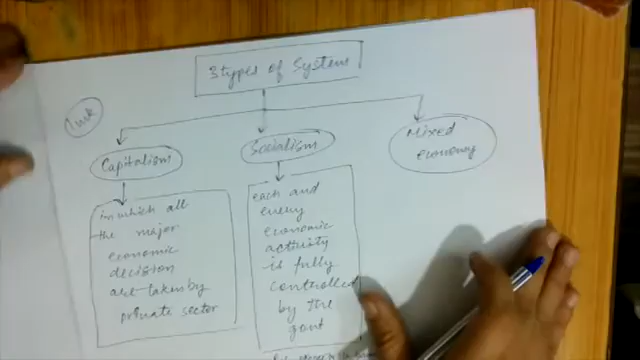 3types of System
1mk
Capitalism
Socialism
Mixed
economy
in which all
the major
economic
decision
are taken by
private sector
each and
every
economic
activity
is fully
controlled
by the
govt